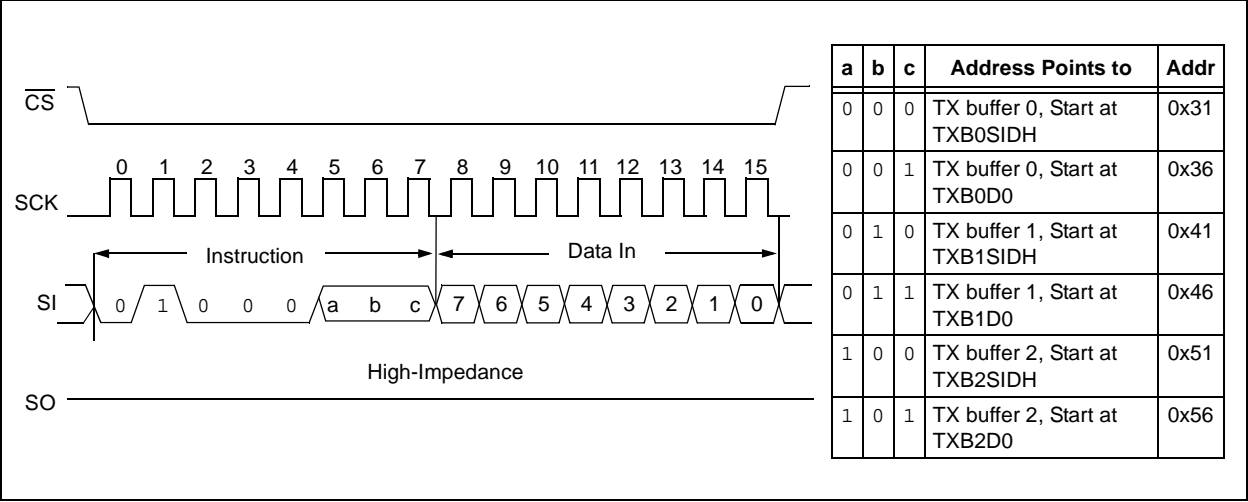 CS
0 1 2 3 4 5 6 7 8 9 10 11 12 13 14 15
SCK
Instruction Data In
SI 0 1 0 0 0 a b c 7 6 5 4 3 2 1 0
High-Impedance
SO
a b c Address Points to Addr
0 0 0 TX buffer 0, Start at 0x31
TXB0SIDH
0 0 1 TX buffer 0, Start at 0x36
TXB0D0
0 1 0 TX buffer 1, Start at 0x41
TXB1SIDH
0 1 1 TX buffer 1, Start at 0x46
TXB1D0
1 0 0 TX buffer 2, Start at 0x51
TXB2SIDH
1 0 1 TX buffer 2, Start at 0x56
TXB2D0